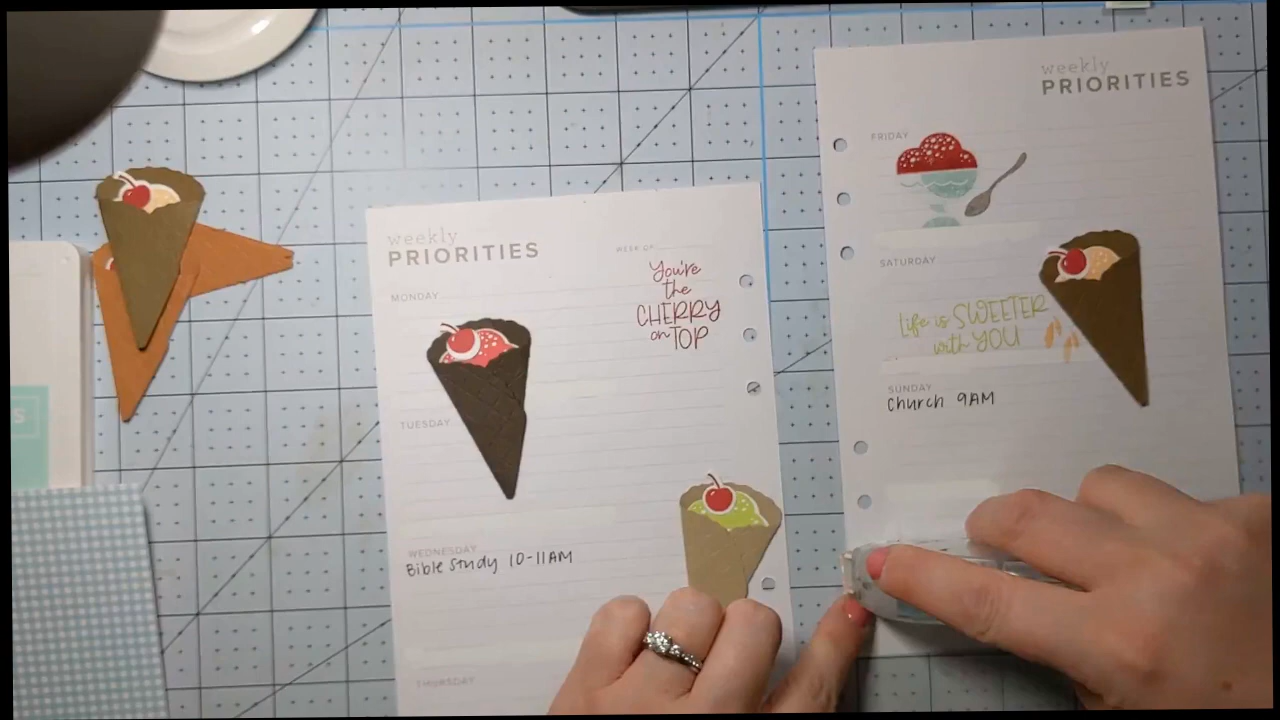 weekly
PRIORITIES
WEEK OF
You're
the
CHERRY
on TOP
MONDAY
TUESDAY
WEDNESDAY
Bible Study 10-11AM
THURSDAY
weekly
PRIORITIES
FRIDAY
SATURDAY
Life is SWEETER
with YOU
SUNDAY
Church 9AM